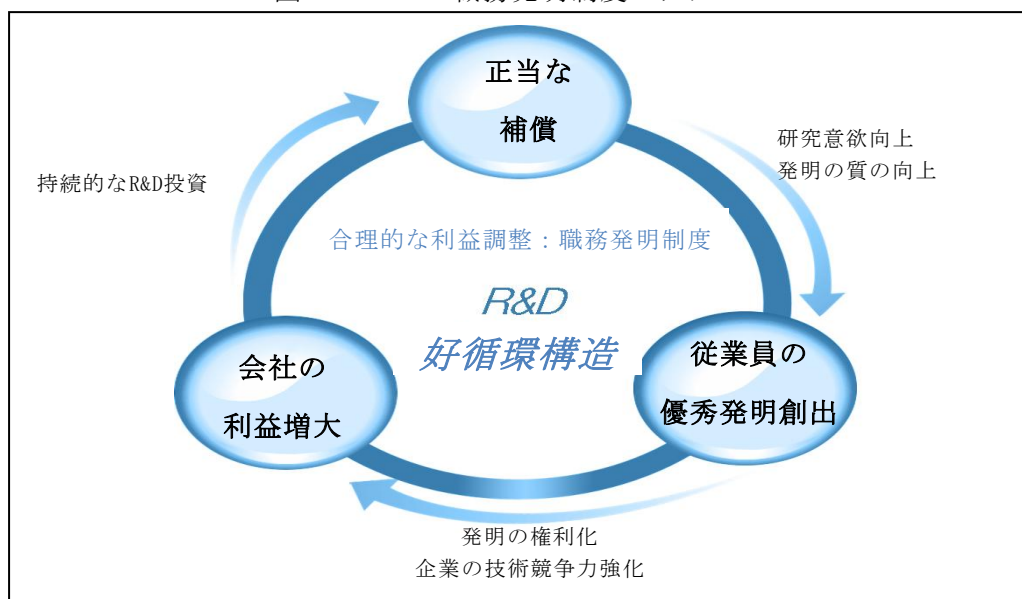 正当な
補償
研究意欲向上
発明の質の向上
持続的なR&D投資
合理的な利益調整：職務発明制度
R&D
好循環構造
会社の
利益増大
従業員の
優秀発明創出
発明の権利化
企業の技術競争力強化